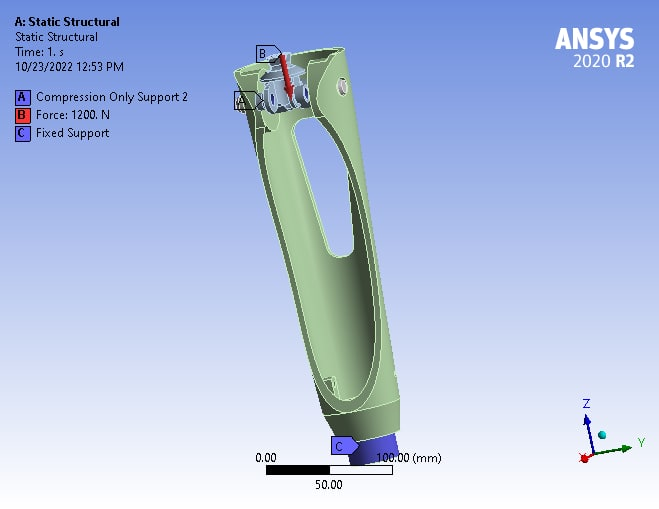 A: Static Structural
Static Structural
Time: 1. s
10/23/2022 12:53 PM
A Compression Only Support 2
B Force: 1200. N
C Fixed Support
ANSYS
2020 R2
B
A
C
0.00 100.00 (mm)
50.00
Z
Y